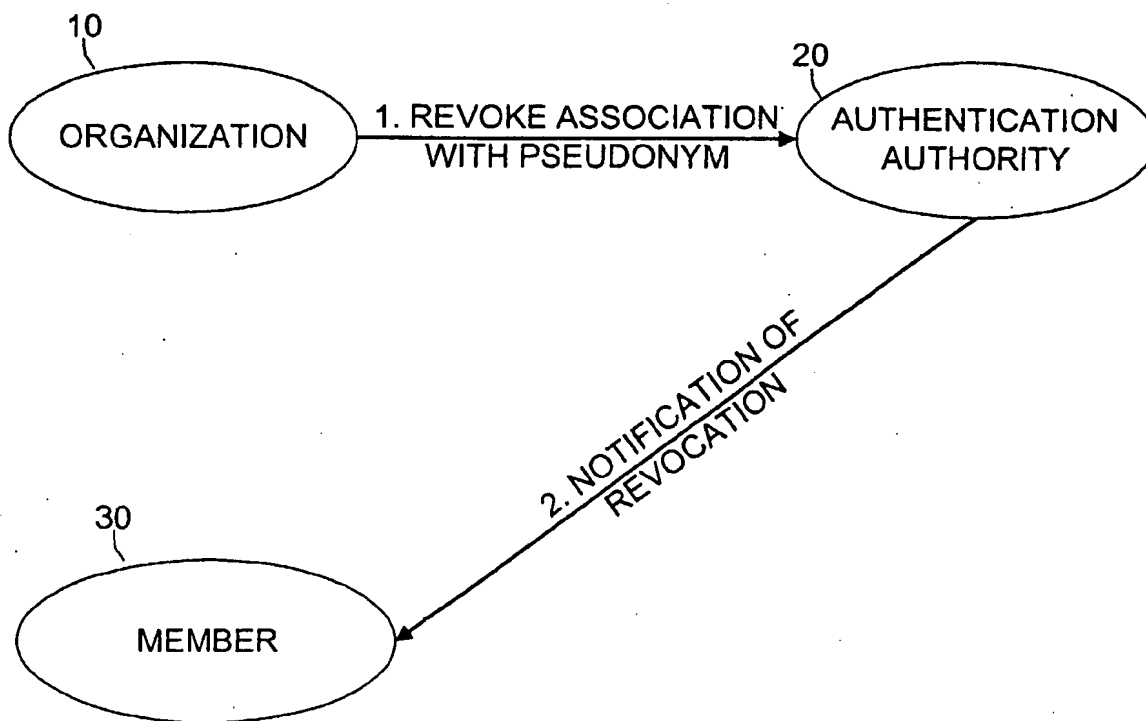 10
20
ORGANIZATION
1. REVOKE ASSOCIATION
WITH PSEUDONYM
AUTHENTICATION
AUTHORITY
2. NOTIFICATION OF
REVOCATION
30
MEMBER